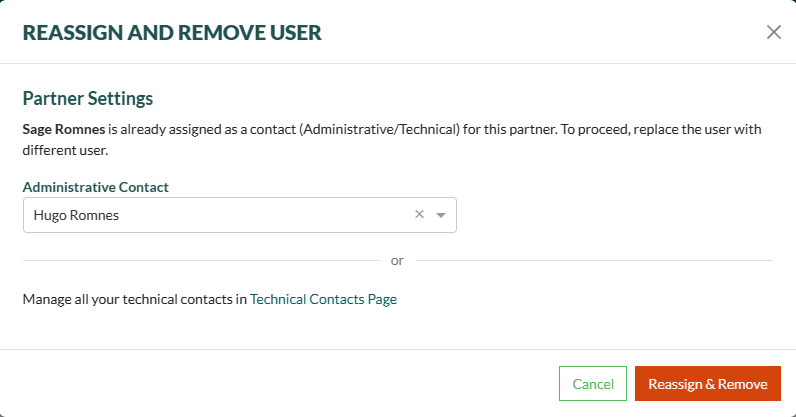 REASSIGN AND REMOVE USER
Partner Settings
Sage Romnes is already assigned as a contact (Administrative/Technical) for this partner. To proceed, replace the user with
different user.
Administrative Contact
Hugo Romnes
or
Manage all your technical contacts in Technical Contacts Page
Cancel
Reassign & Remove